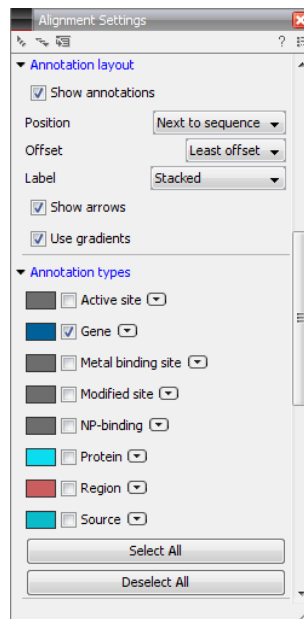 Alignment Settings
?
Annotation layout
Show annotations
Position Next to sequence
Offset Least offset
Label Stacked
Show arrows
Use gradients
Annotation types
Active site
Gene
Metal binding site
Modified site
NP-binding
Protein
Region
Source
Select All
Deselect All